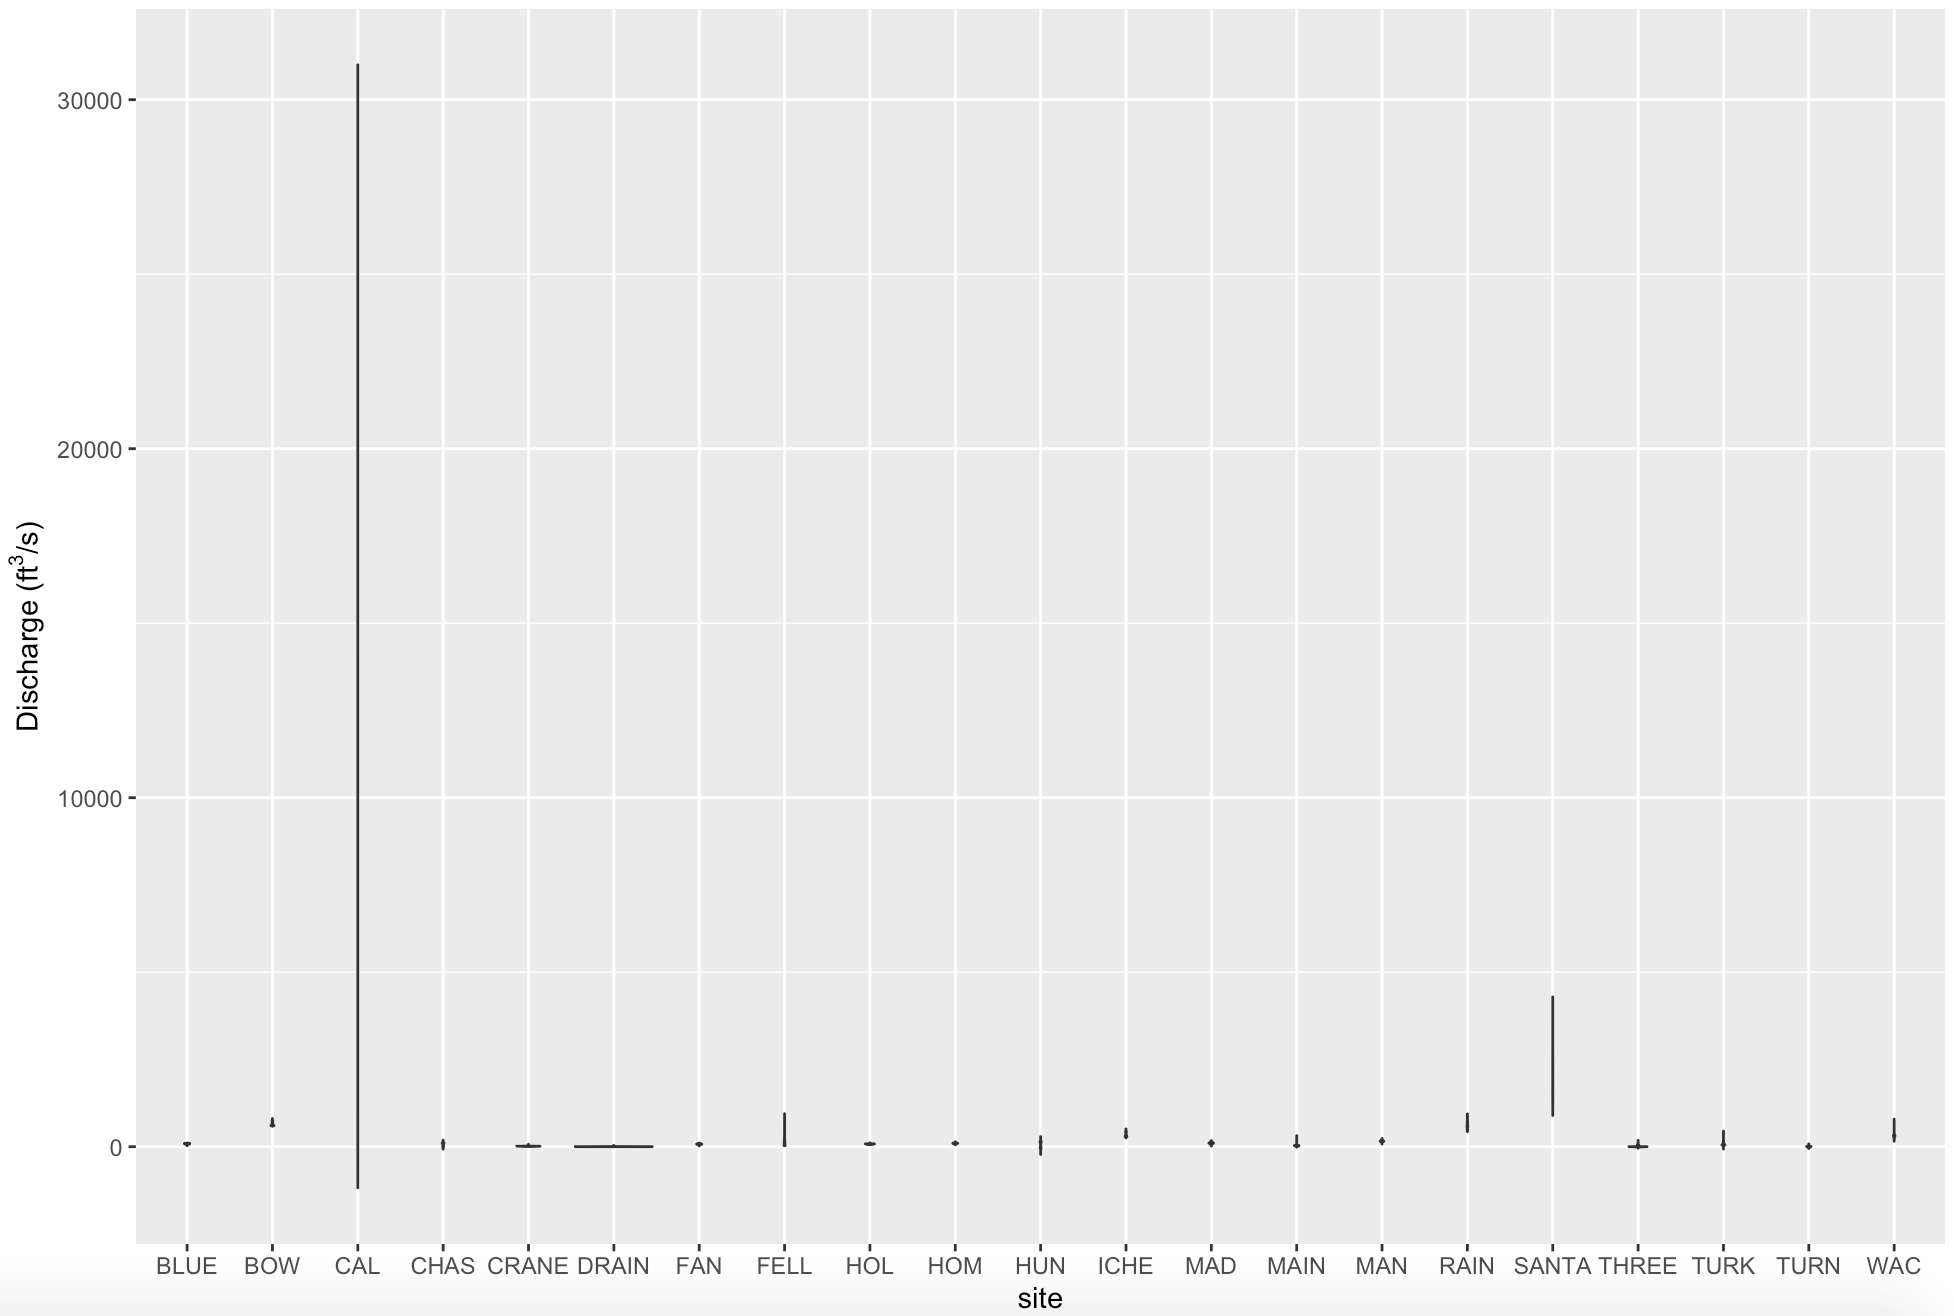 Discharge (ft³/s)
30000
20000
10000
0
BLUE BOW CAL CHAS CRANE DRAIN FAN FELL HOL HOM HUN ICHE MAD MAIN MAN RAIN SANTA THREE TURK TURN WAC
site